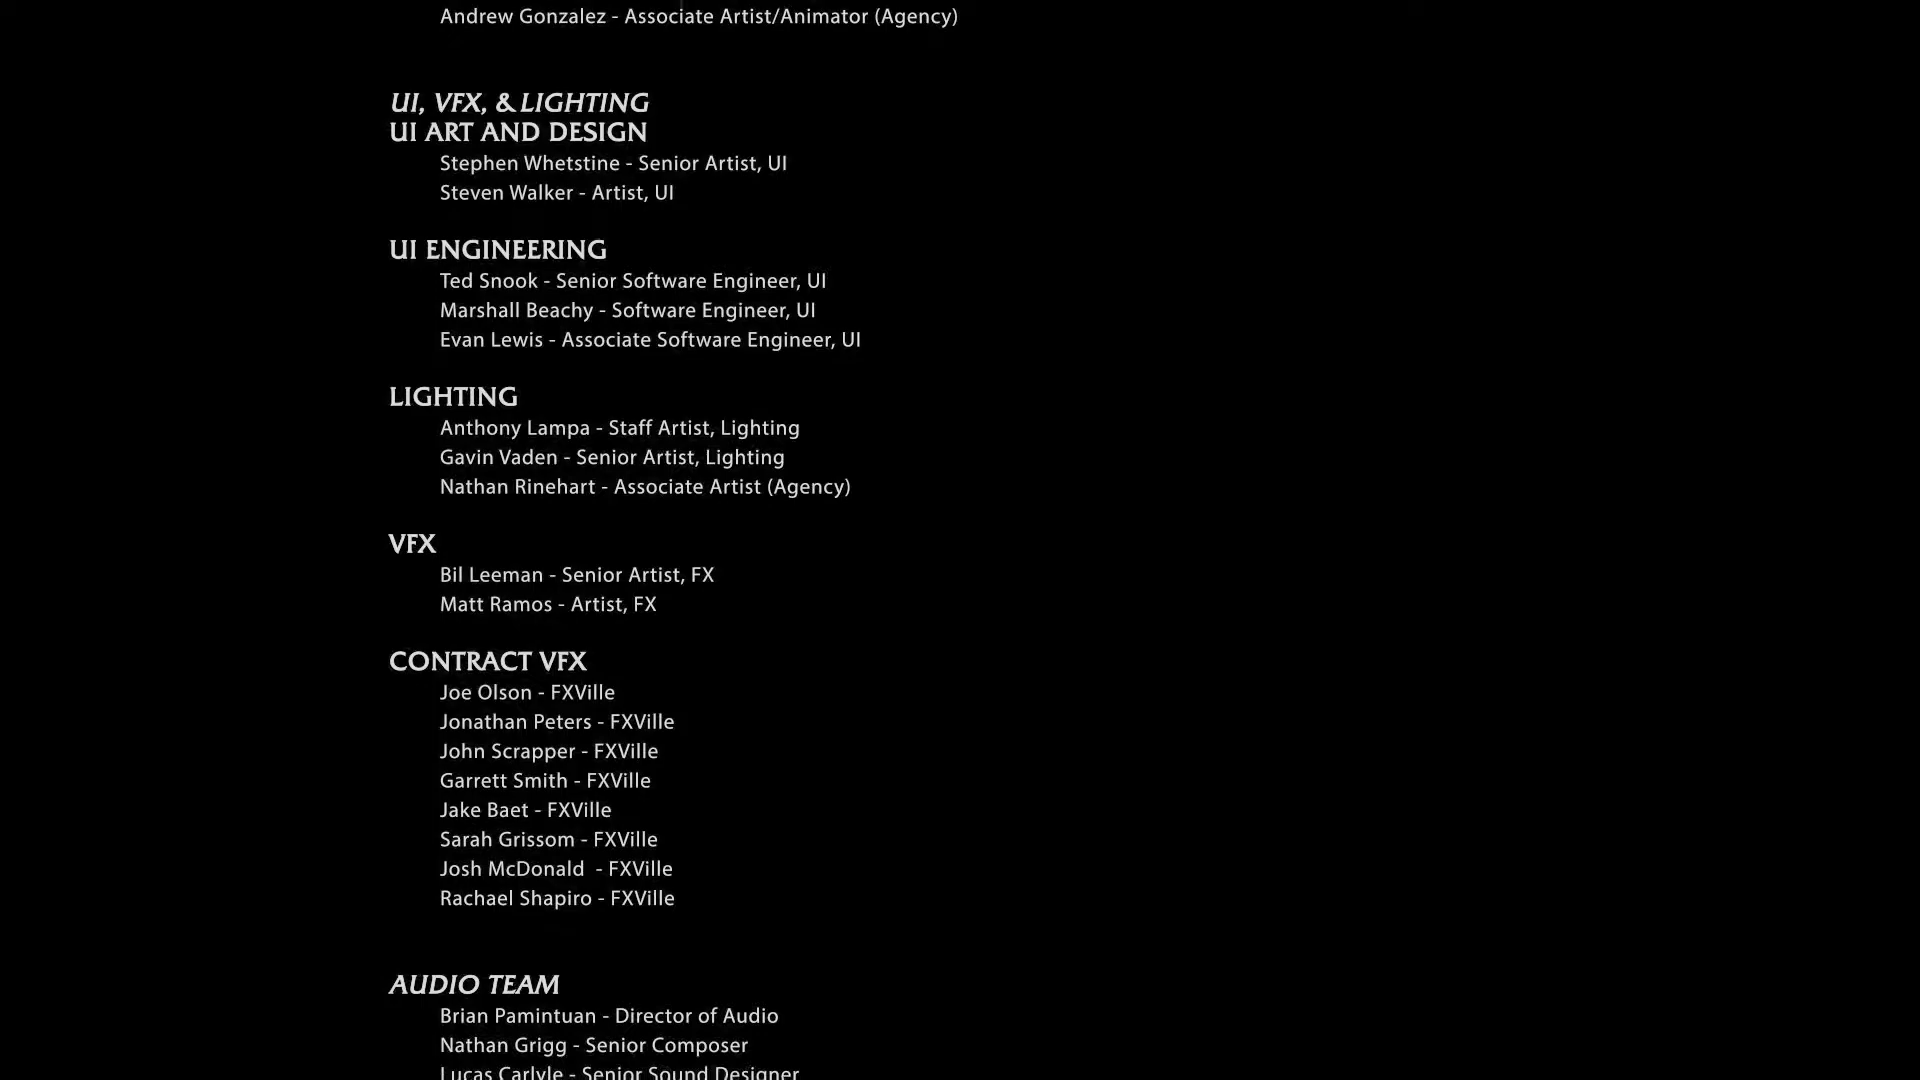 Andrew Gonzalez - Associate Artist/Animator (Agency)
UI, VFX, & LIGHTING
UI ART AND DESIGN
Stephen Whetstine - Senior Artist, UI
Steven Walker - Artist, UI
UI ENGINEERING
Ted Snook - Senior Software Engineer, UI
Marshall Beachy - Software Engineer, UI
Evan Lewis - Associate Software Engineer, UI
LIGHTING
Anthony Lampa - Staff Artist, Lighting
Gavin Vaden - Senior Artist, Lighting
Nathan Rinehart - Associate Artist (Agency)
VFX
Bil Leeman - Senior Artist, FX
Matt Ramos - Artist, FX
CONTRACT VFX
Joe Olson - FXVille
Jonathan Peters - FXVille
John Scrapper - FXVille
Garrett Smith - FXVille
Jake Baet - FXVille
Sarah Grissom - FXVille
Josh McDonald  - FXVille
Rachael Shapiro - FXVille
AUDIO TEAM
Brian Pamintuan - Director of Audio
Nathan Grigg - Senior Composer
Lucas Carlyle - Senior Sound Designer